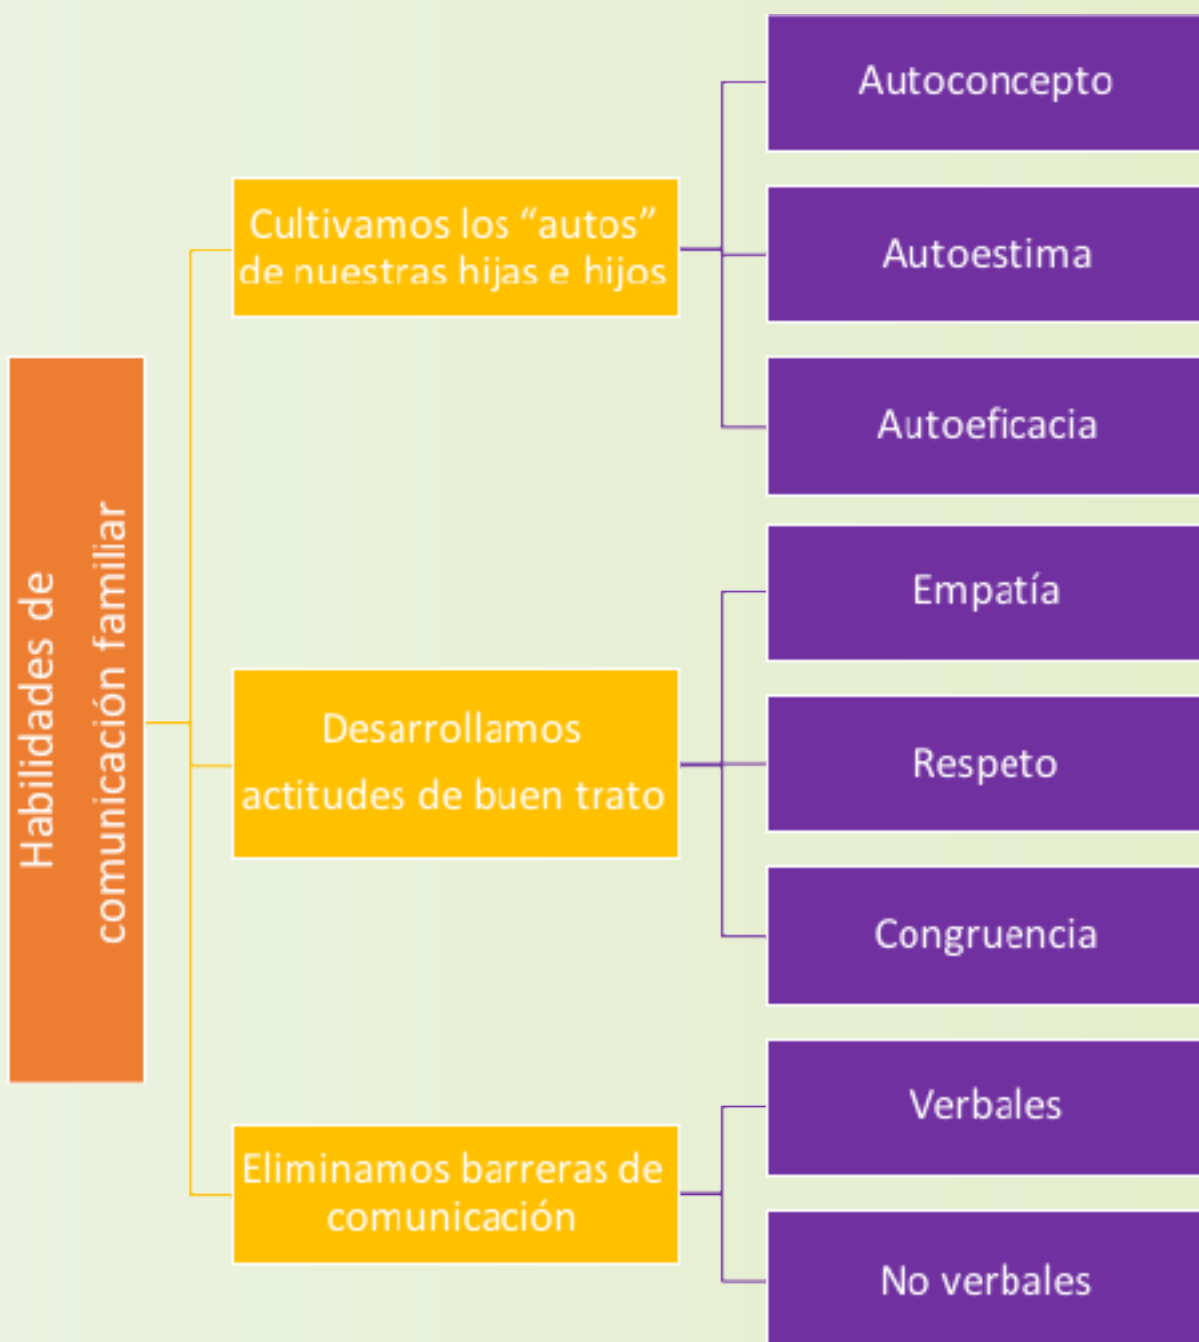 Habilidades de
comunicación familiar
Cultivamos los “autos”
de nuestras hijas e hijos
Autoconcepto
Autoestima
Autoeficacia
Desarrollamos
actitudes de buen trato
Empatía
Respeto
Congruencia
Eliminamos barreras de
comunicación
Verbales
No verbales